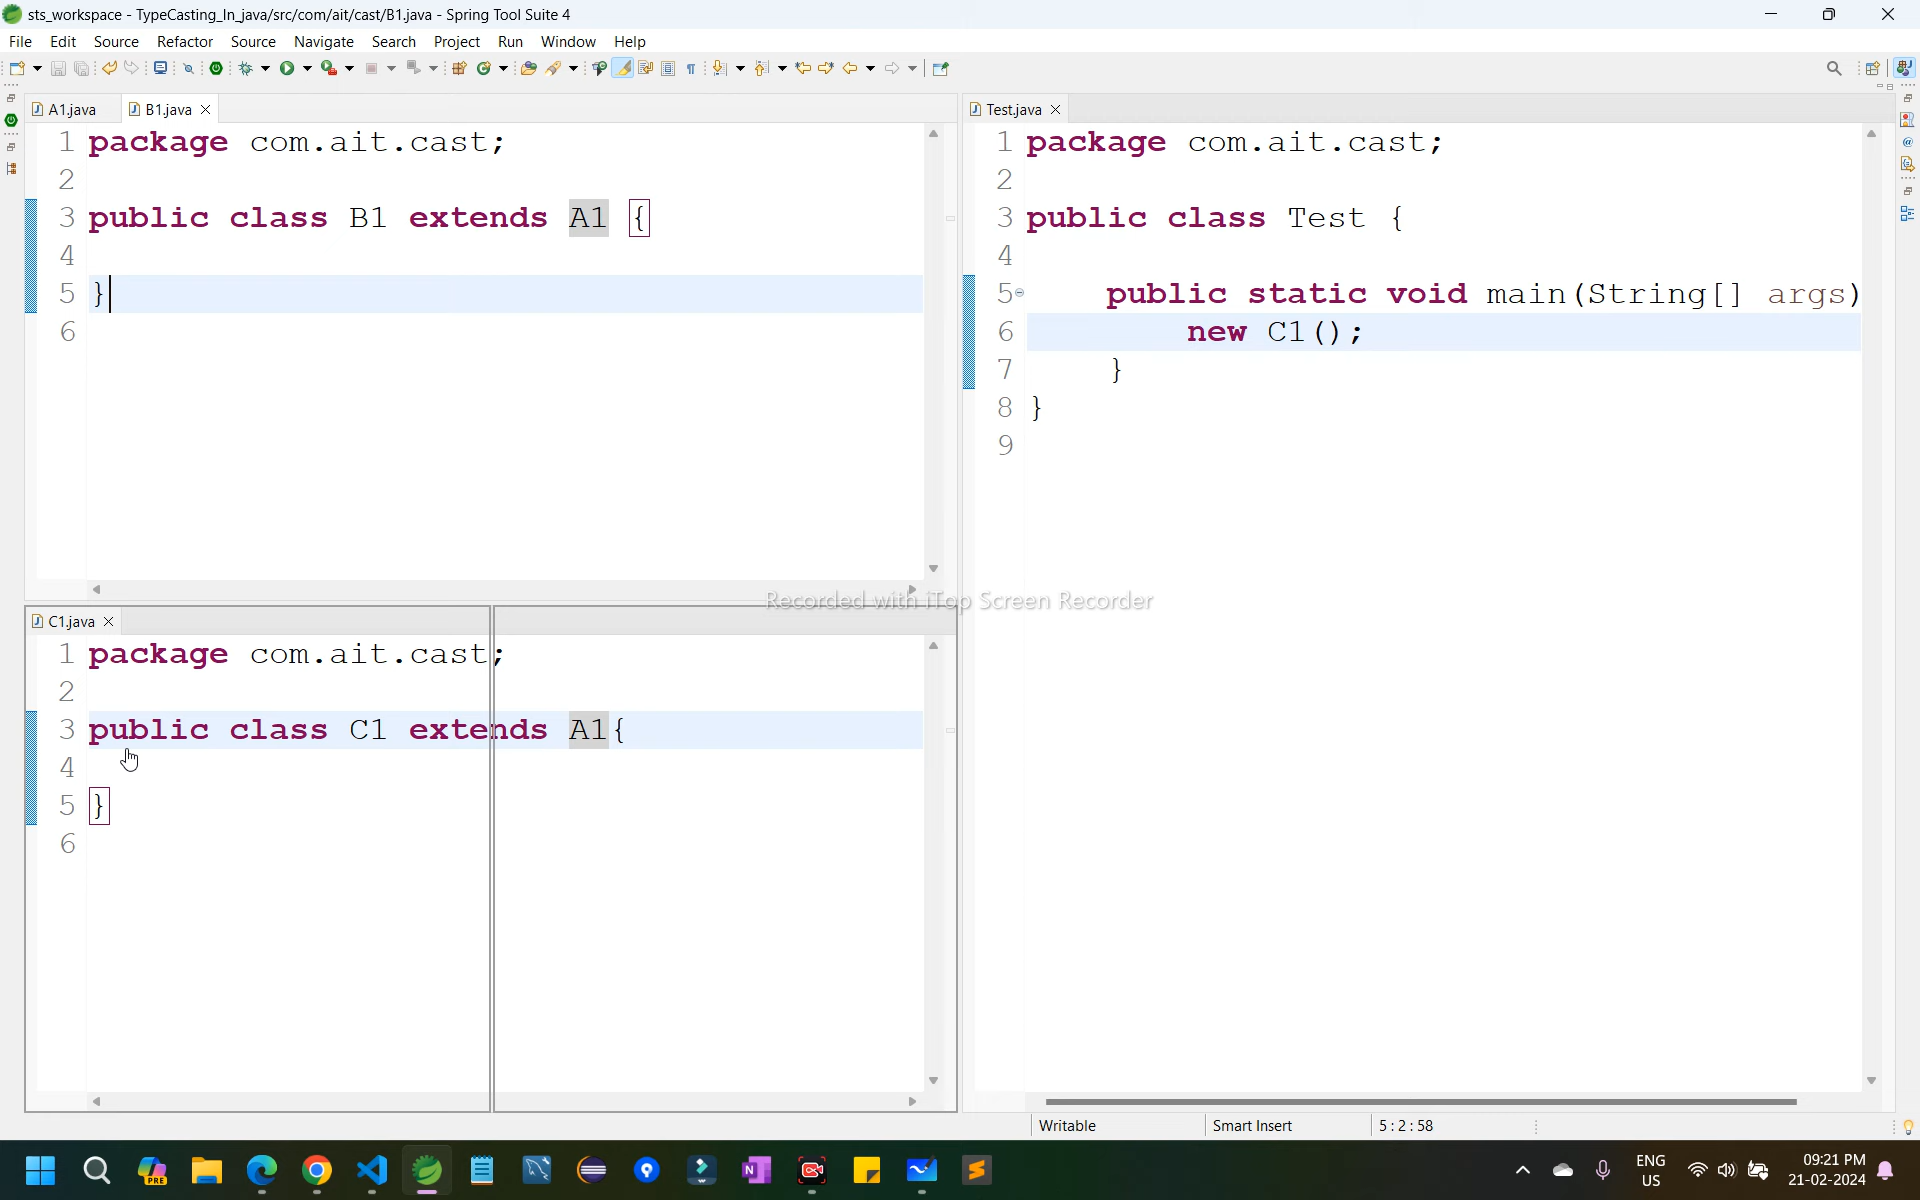 sts_workspace - TypeCasting_In_java/src/com/ait/cast/B1.java - Spring Tool Suite 4
File Edit Source Refactor Source Navigate Search Project Run Window Help
A1.java B1.java
1 package com.ait.cast;
2
3 public class B1 extends A1 {
4
5 }
6
C1.java
1 package com.ait.cast;
2
3 public class C1 extends A1{
4
5 }
6
Test.java
1 package com.ait.cast;
2
3 public class Test {
4
5 public static void main(String[] args)
6 new C1();
7 }
8 }
9
Recorded with iTop Screen Recorder
Writable Smart Insert 5 : 2 : 58
PRE
ENG
US
09:21 PM
21-02-2024